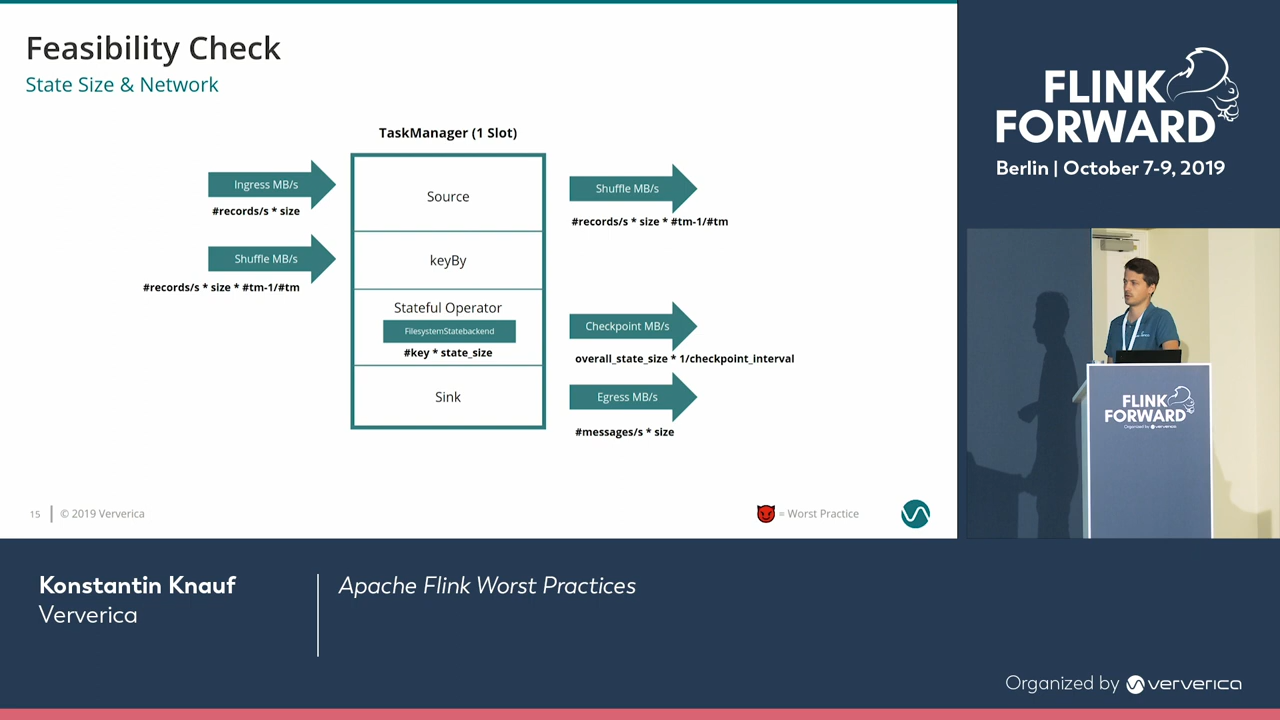 Feasibility Check
State Size & Network
TaskManager (1 Slot)
Ingress MB/s
#records/s * size
Shuffle MB/s
#records/s * size * #tm-1/#tm
Source
keyBy
Stateful Operator
FilesystemStatebackend
#key * state_size
Sink
Shuffle MB/s
#records/s * size * #tm-1/#tm
Checkpoint MB/s
overall_state_size * 1/checkpoint_interval
Egress MB/s
#messages/s * size
15 | © 2019 Ververica
= Worst Practice
FLINK
FORWARD
Berlin | October 7-9, 2019
FLINK
FORWARD
Organized by ververica
Konstantin Knauf
Ververica
Apache Flink Worst Practices
Organized by ververica